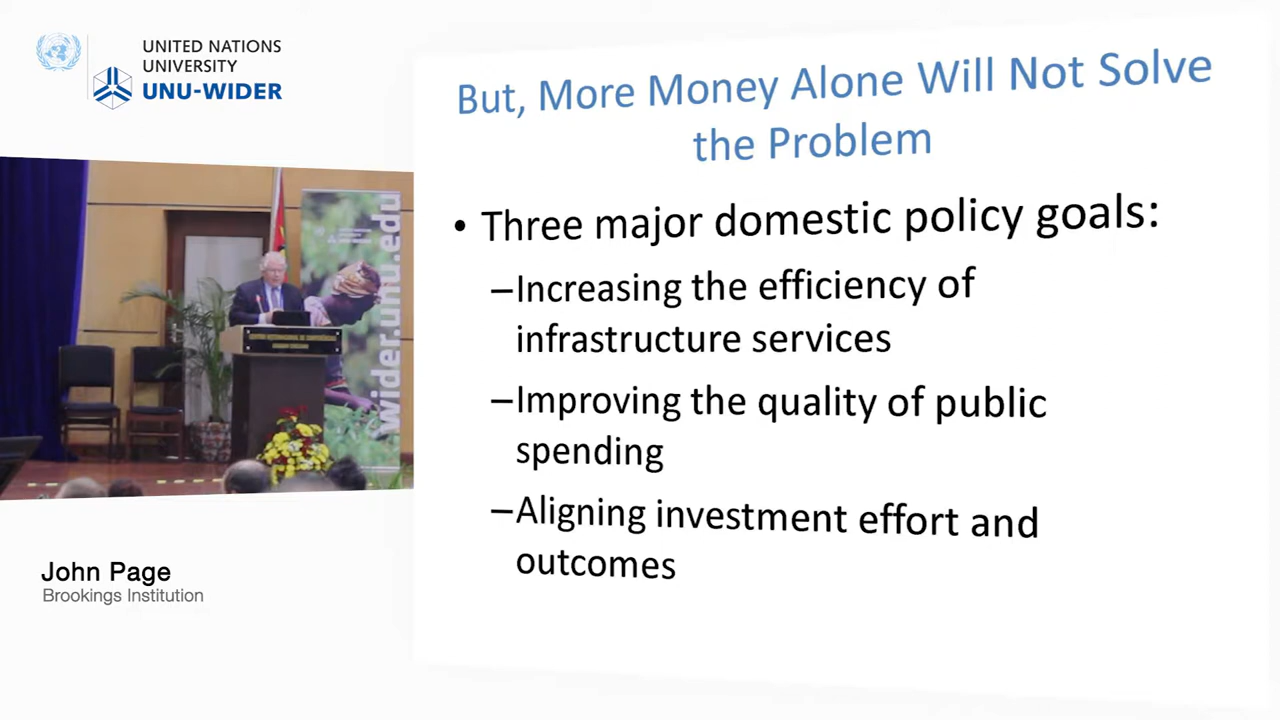 UNITED NATIONS
UNIVERSITY
UNU-WIDER
But, More Money Alone Will Not Solve
the Problem
• Three major domestic policy goals:
–Increasing the efficiency of
infrastructure services
–Improving the quality of public
spending
–Aligning investment effort and
outcomes
wider.unu.edu
John Page
Brookings Institution